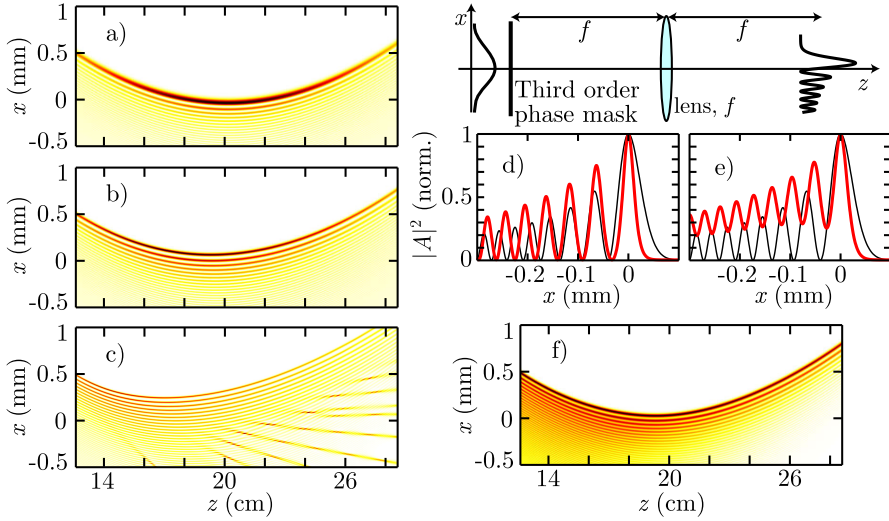 a)
1
0.5
0
-0.5
x (mm)
b)
1
0.5
0
-0.5
x (mm)
c)
1
0.5
0
-0.5
x (mm)
14
20
26
z (cm)
x
f
f
Third order
phase mask
lens, f
z
d)
1
0.5
0
|A|² (norm.)
-0.2
-0.1
0
x (mm)
e)
-0.2
-0.1
0
x (mm)
f)
1
0.5
0
-0.5
x (mm)
14
20
26
z (cm)